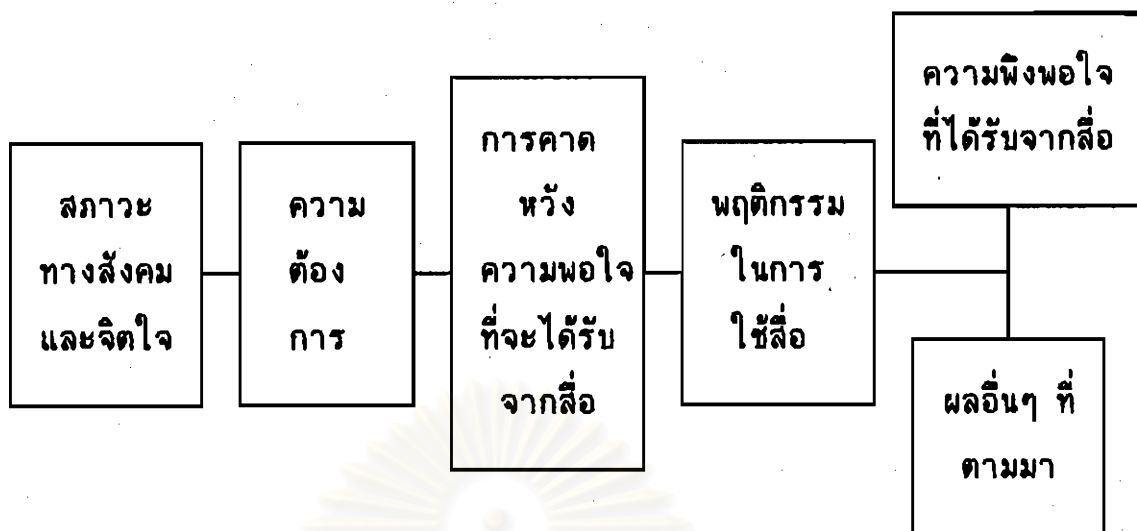 สภาวะ
ทางสังคม
และจิตใจ
ความ
ต้อง
การ
การคาด
หวัง
ความพอใจ
ที่จะได้รับ
จากสื่อ
พฤติกรรม
ในการ
ใช้สื่อ
ความพึงพอใจ
ที่ได้รับจากสื่อ
ผลอื่นๆ ที่
ตามมา